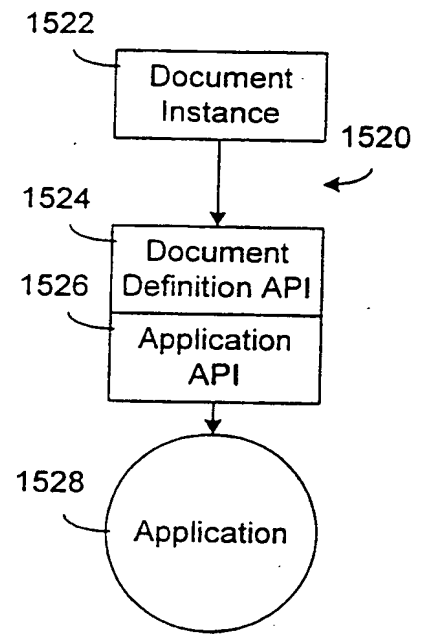 1522
Document
Instance
1520
1524
Document
Definition API
1526
Application
API
1528
Application